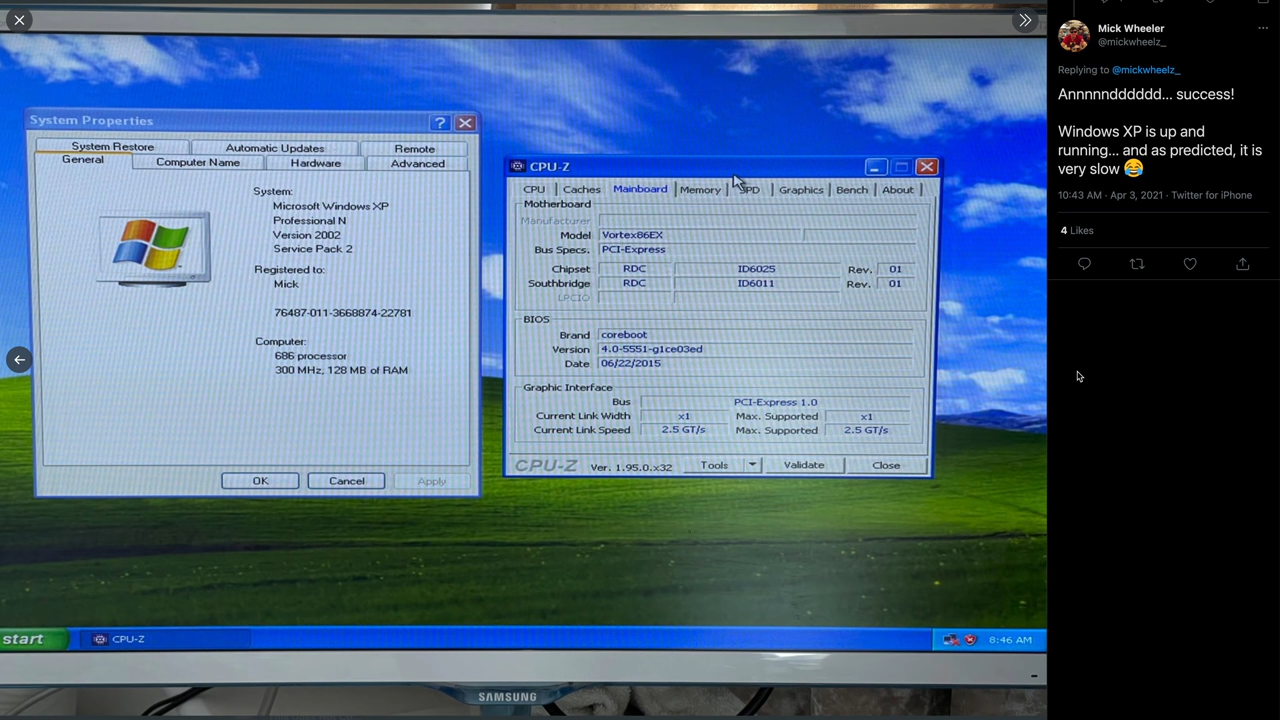 System Properties
?
System Restore
Automatic Updates
Remote
General
Computer Name
Hardware
Advanced
System:
Microsoft Windows XP
Professional N
Version 2002
Service Pack 2
Registered to:
Mick
76487-011-3668874-22781
Computer:
686 processor
300 MHz, 128 MB of RAM
OK
Cancel
Apply
CPU-Z
CPU
Caches
Mainboard
Memory
SPD
Graphics
Bench
About
Motherboard
Manufacturer
Model
Vortex86EX
Bus Specs.
PCI-Express
Chipset
RDC
ID6025
Rev.
01
Southbridge
RDC
ID6011
Rev.
01
LPCIO
BIOS
Brand
coreboot
Version
4.0-5551-g1ce03ed
Date
06/22/2015
Graphic Interface
Bus
PCI-Express 1.0
Current Link Width
x1
Max. Supported
x1
Current Link Speed
2.5 GT/s
Max. Supported
2.5 GT/s
CPU-Z
Ver. 1.95.0.x32
Tools
Validate
Close
start
CPU-Z
8:46 AM
SAMSUNG
Mick Wheeler
@mickwheelz_
Replying to @mickwheelz_
Annnnndddddd... success!
Windows XP is up and
running... and as predicted, it is
very slow 😂
10:43 AM · Apr 3, 2021 · Twitter for iPhone
4 Likes